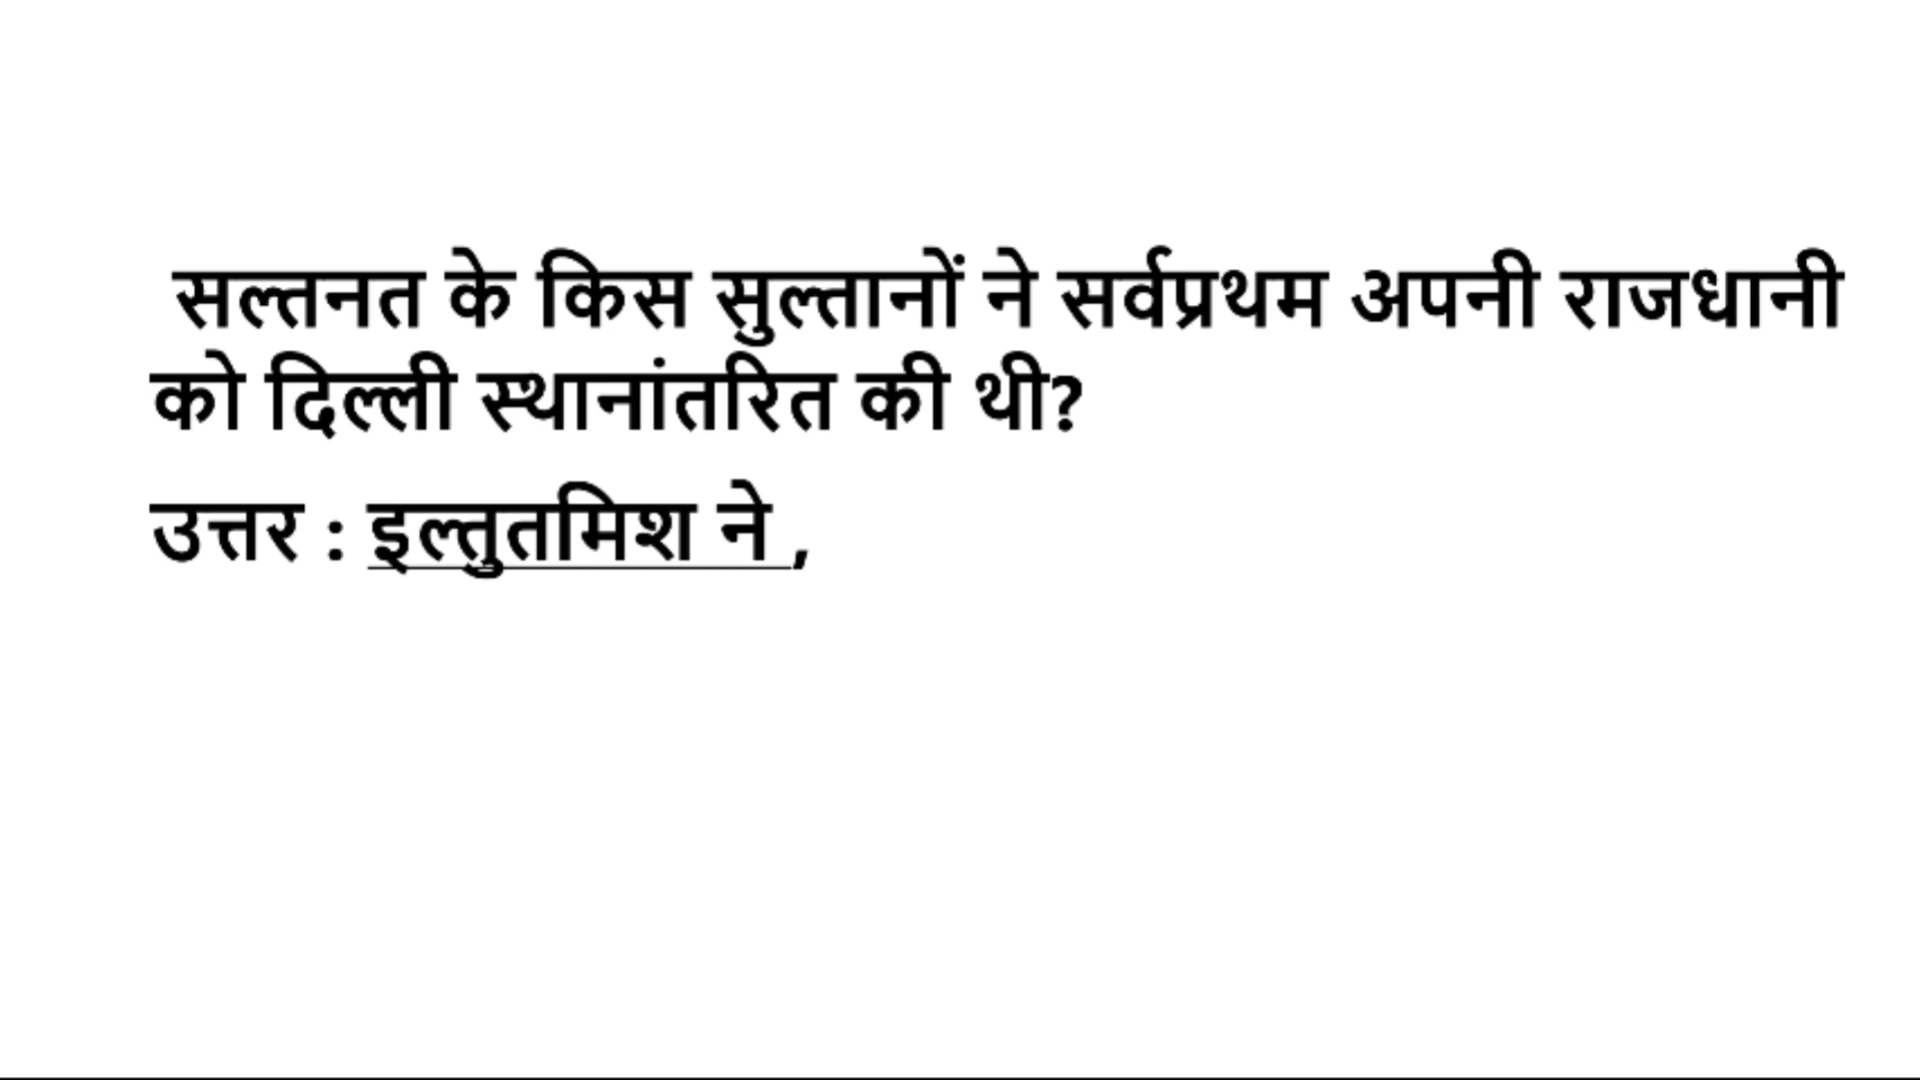 सल्तनत के किस सुल्तानों ने सर्वप्रथम अपनी राजधानी
को दिल्ली स्थानांतरित की थी?
उत्तर : इल्तुतमिश ने ,